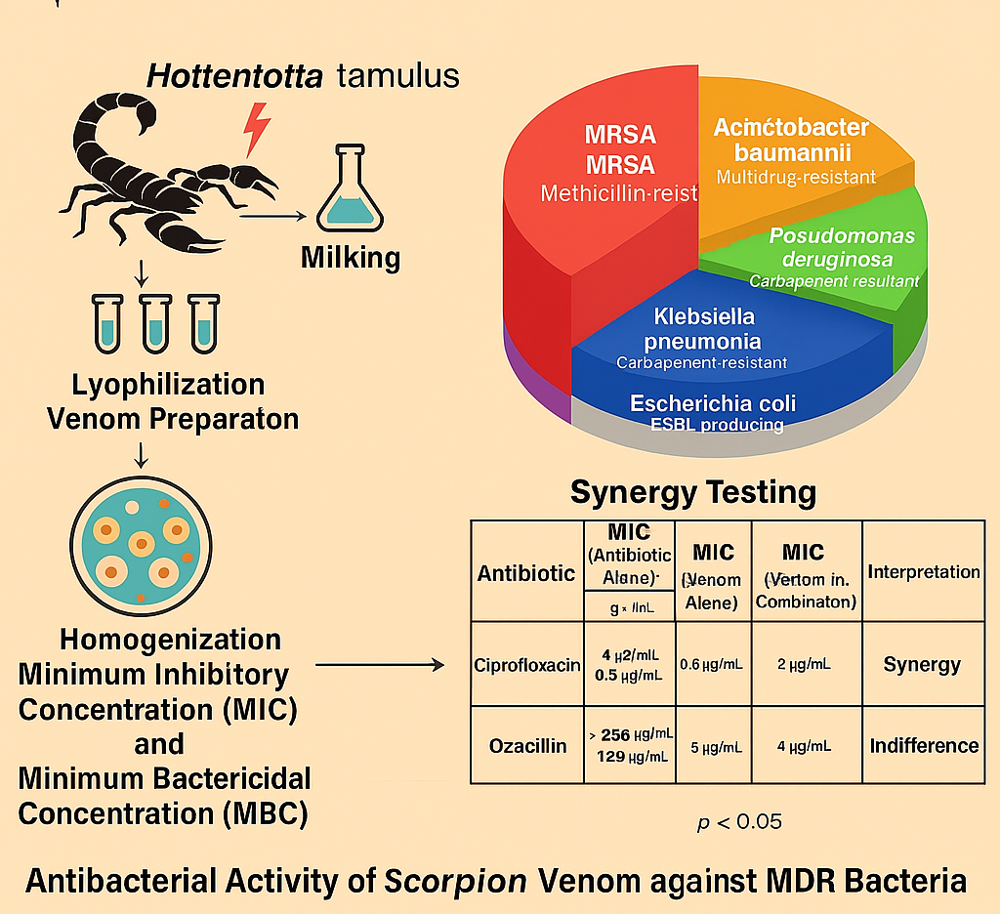 Hottentotta tamulus
Milking
Lyophilization
Venom Preparaton
Homogenization
Minimum Inhibitory
Concentration (MIC)
and
Minimum Bactericidal
Concentration (MBC)
MRSA
MRSA
Methicillin-reist
Acinctobacter
baumannii
Multidrug-resistant
Posudomonas
deruginosa
Carbapenent resultant
Klebsiella
pneumonia
Carbapenent-resistant
Escherichia coli
ESBL producing
Synergy Testing
Antibiotic
MIC
(Antibiotic
Alane)
MIC
(Venom
Alene)
MIC
(Vertom in.
Combinaton)
Interpretation
Ciprofloxacin
4 µ2/mlL
0.5 µg/mL
0.6 µg/mL
2 µg/mL
Synergy
Ozacillin
> 256 µg/mL
129 µg/mL
5 µg/mL
4 µg/mL
Indifference
p < 0.05
Antibacterial Activity of Scorpion Venom against MDR Bacteria